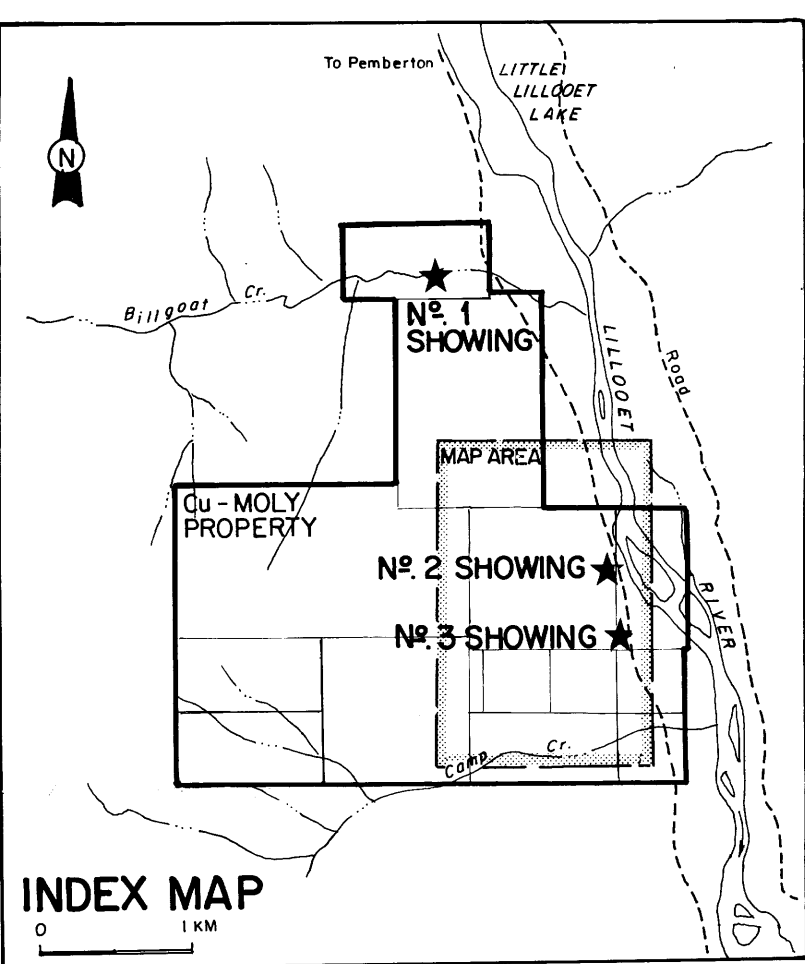 To Pemberton
LITTLE
LILLOOET
LAKE
N
Billgoat Cr.
Nº. 1
SHOWING
LILLOOET
Road
MAP AREA
Cu - MOLY
PROPERTY
Nº. 2 SHOWING
RIVER
Nº. 3 SHOWING
Camp Cr.
INDEX MAP
0 1 KM